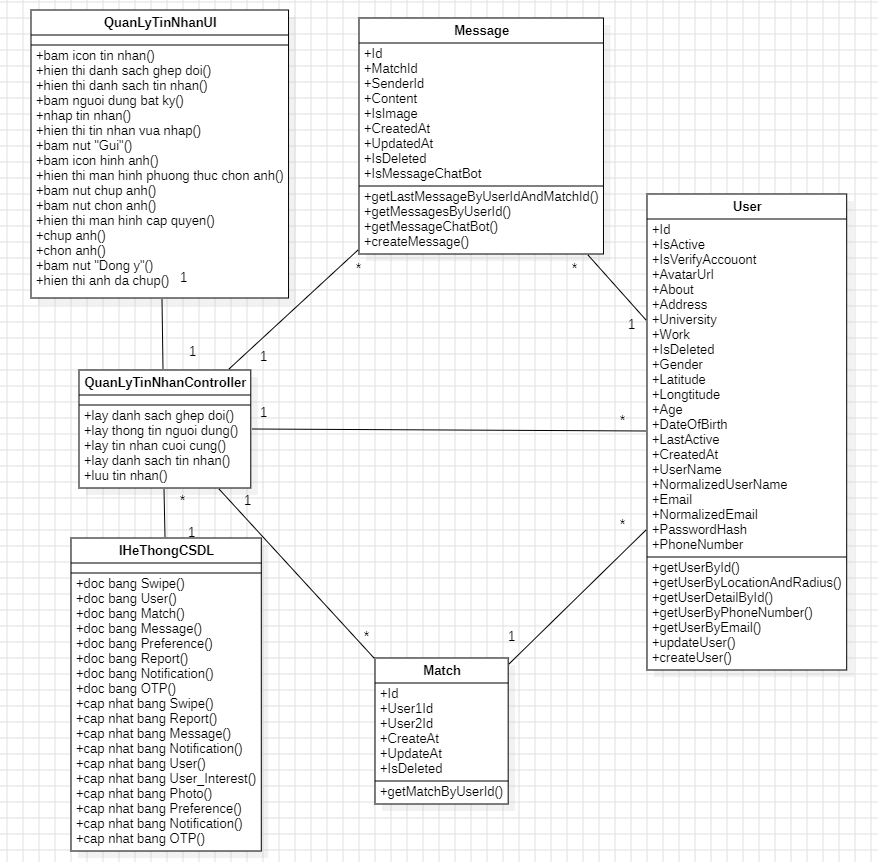 QuanLyTinNhanUI
+bam icon tin nhan()
+hien thi danh sach ghep doi()
+hien thi danh sach tin nhan()
+bam nguoi dung bat ky()
+nhap tin nhan()
+hien thi tin nhan vua nhap()
+bam nut "Gui"()
+bam icon hinh anh()
+hien thi man hinh phuong thuc chon anh()
+bam nut chup anh()
+bam nut chon anh()
+hien thi man hinh cap quyen()
+chup anh()
+chon anh()
+bam nut "Dong y"()
+hien thi anh da chup()
1
1
Message
+Id
+MatchId
+SenderId
+Content
+IsImage
+CreatedAt
+UpdatedAt
+IsDeleted
+IsMessageChatBot
+getLastMessageByUserIdAndMatchId()
+getMessagesByUserId()
+getMessageChatBot()
+createMessage()
*
1
*
1
User
+Id
+IsActive
+IsVerifyAccouount
+AvatarUrl
+About
+Address
+University
+Work
+IsDeleted
+Gender
+Latitude
+Longtitude
+Age
+DateOfBirth
+LastActive
+CreatedAt
+UserName
+NormalizedUserName
+Email
+NormalizedEmail
+PasswordHash
+PhoneNumber
+getUserById()
+getUserByLocationAndRadius()
+getUserDetailById()
+getUserByPhoneNumber()
+getUserByEmail()
+updateUser()
+createUser()
QuanLyTinNhanController
+lay danh sach ghep doi()
+lay thong tin nguoi dung()
+lay tin nhan cuoi cung()
+lay danh sach tin nhan()
+luu tin nhan()
1
*
*
1
1
*
*
1
IHeThongCSDL
+doc bang Swipe()
+doc bang User()
+doc bang Match()
+doc bang Message()
+doc bang Preference()
+doc bang Report()
+doc bang Notification()
+doc bang OTP()
+cap nhat bang Swipe()
+cap nhat bang Report()
+cap nhat bang Message()
+cap nhat bang Notification()
+cap nhat bang User()
+cap nhat bang User_Interest()
+cap nhat bang Photo()
+cap nhat bang Preference()
+cap nhat bang Notification()
+cap nhat bang OTP()
Match
+Id
+User1Id
+User2Id
+CreateAt
+UpdateAt
+IsDeleted
+getMatchByUserId()